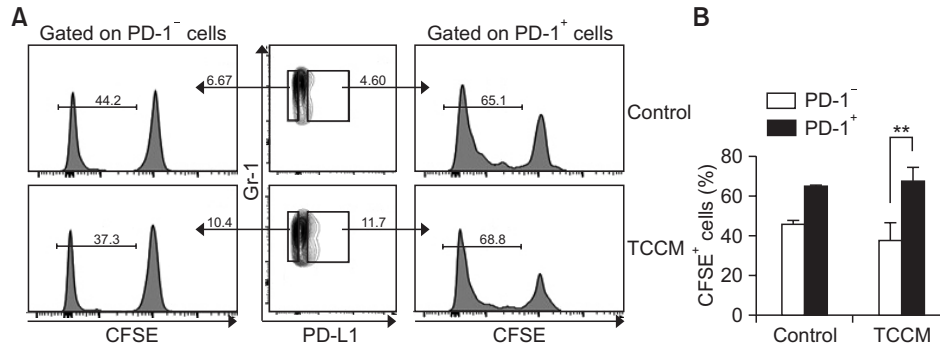 A
B
Gated on PD-1⁻ cells
Gated on PD-1⁺ cells
6.67
4.60
44.2
65.1
Control
PD-1⁻
PD-1⁺
Gr-1
**
10.4
11.7
37.3
68.8
TCCM
CFSE
PD-L1
CFSE
CFSE⁺ cells (%)
80
60
40
20
0
Control
TCCM